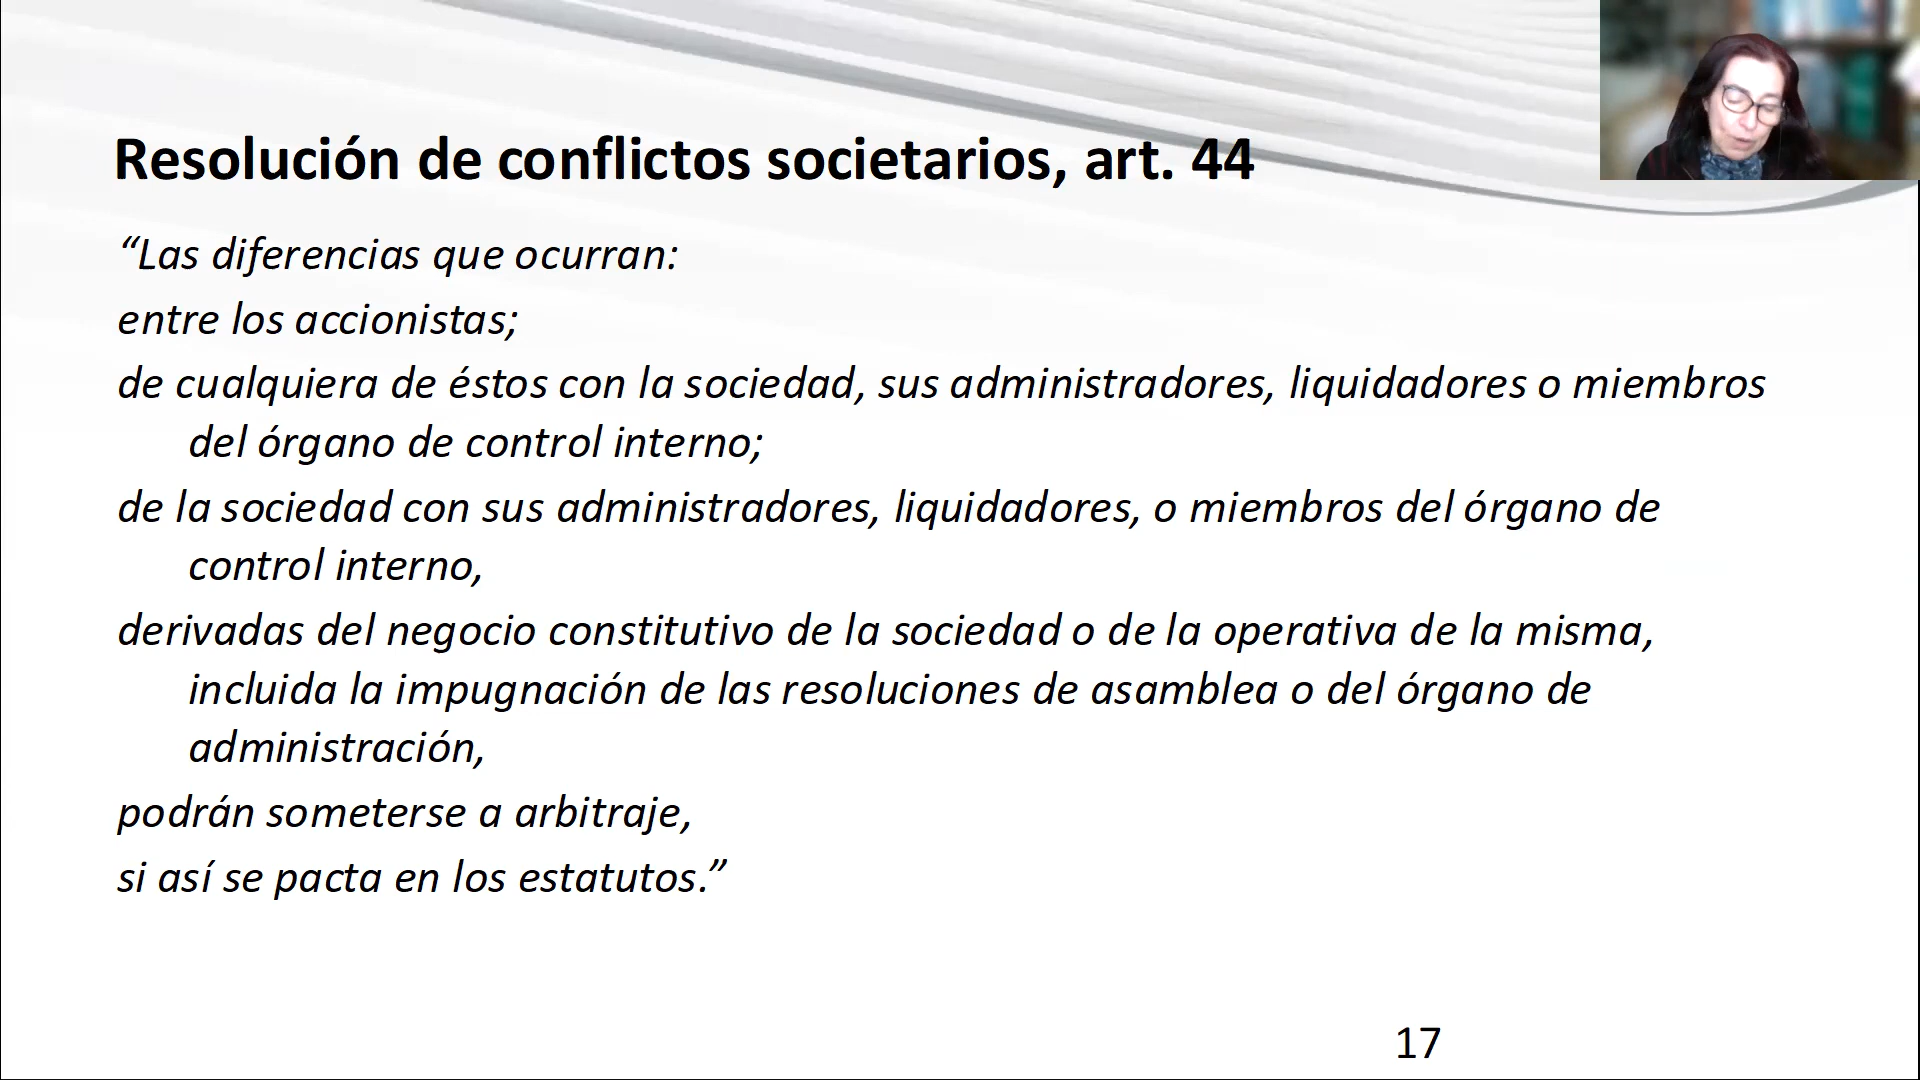 Resolución de conflictos societarios, art. 44
“Las diferencias que ocurran:
entre los accionistas;
de cualquiera de éstos con la sociedad, sus administradores, liquidadores o miembros
del órgano de control interno;
de la sociedad con sus administradores, liquidadores, o miembros del órgano de
control interno,
derivadas del negocio constitutivo de la sociedad o de la operativa de la misma,
incluida la impugnación de las resoluciones de asamblea o del órgano de
administración,
podrán someterse a arbitraje,
si así se pacta en los estatutos.”
17